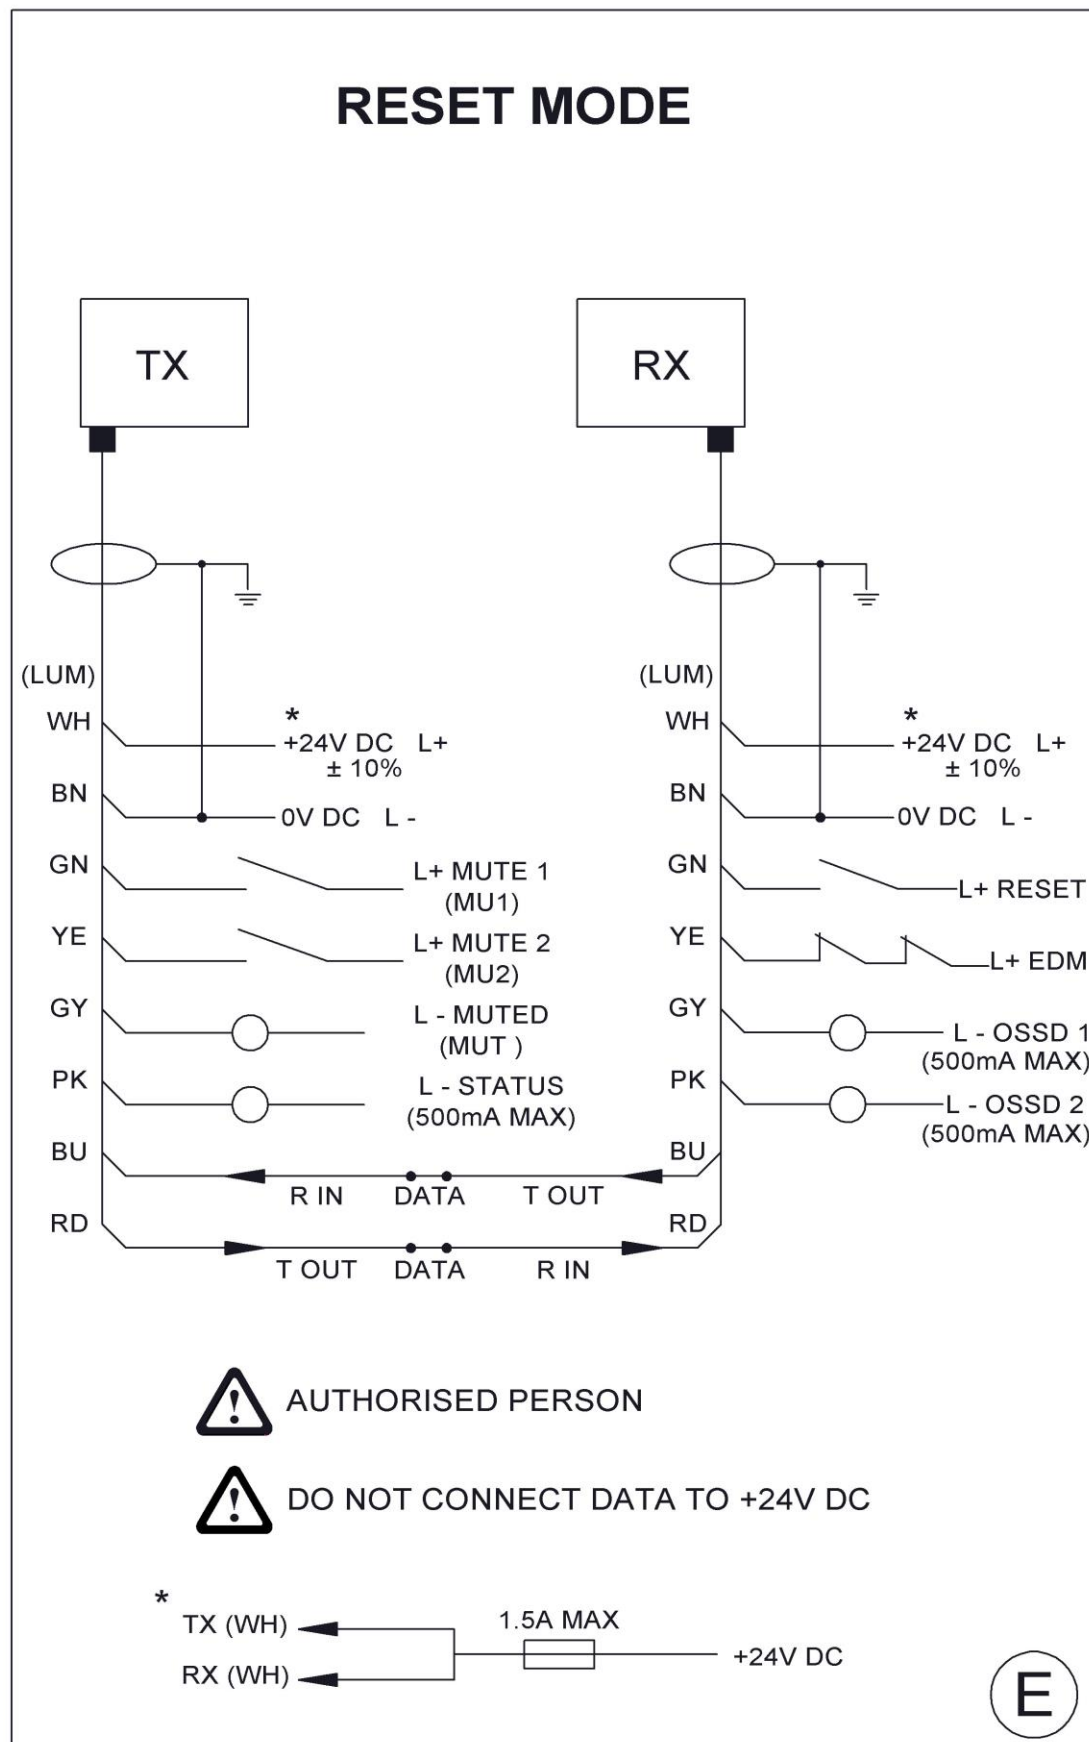 RESET MODE
TX
RX
(LUM)
WH
*
+24V DC L+
± 10%
BN
0V DC L -
GN
L+ MUTE 1
(MU1)
YE
L+ MUTE 2
(MU2)
GY
L - MUTED
(MUT )
PK
L - STATUS
(500mA MAX)
BU
R IN
DATA
T OUT
RD
T OUT
DATA
R IN
(LUM)
WH
*
+24V DC L+
± 10%
BN
0V DC L -
GN
L+ RESET
YE
L+ EDM
GY
L - OSSD 1
(500mA MAX)
PK
L - OSSD 2
(500mA MAX)
BU
RD
! AUTHORISED PERSON
! DO NOT CONNECT DATA TO +24V DC
*
TX (WH)
RX (WH)
1.5A MAX
+24V DC
E